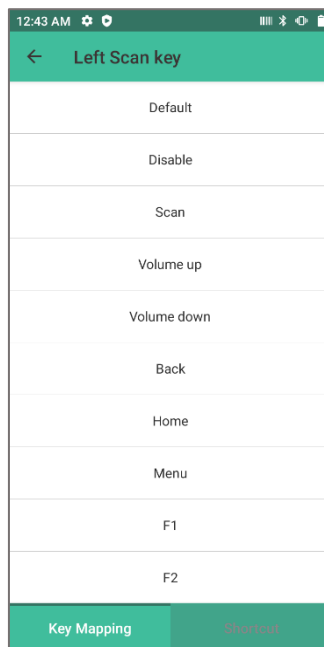 12:43 AM
Left Scan key
Default
Disable
Scan
Volume up
Volume down
Back
Home
Menu
F1
F2
Key Mapping
Shortcut